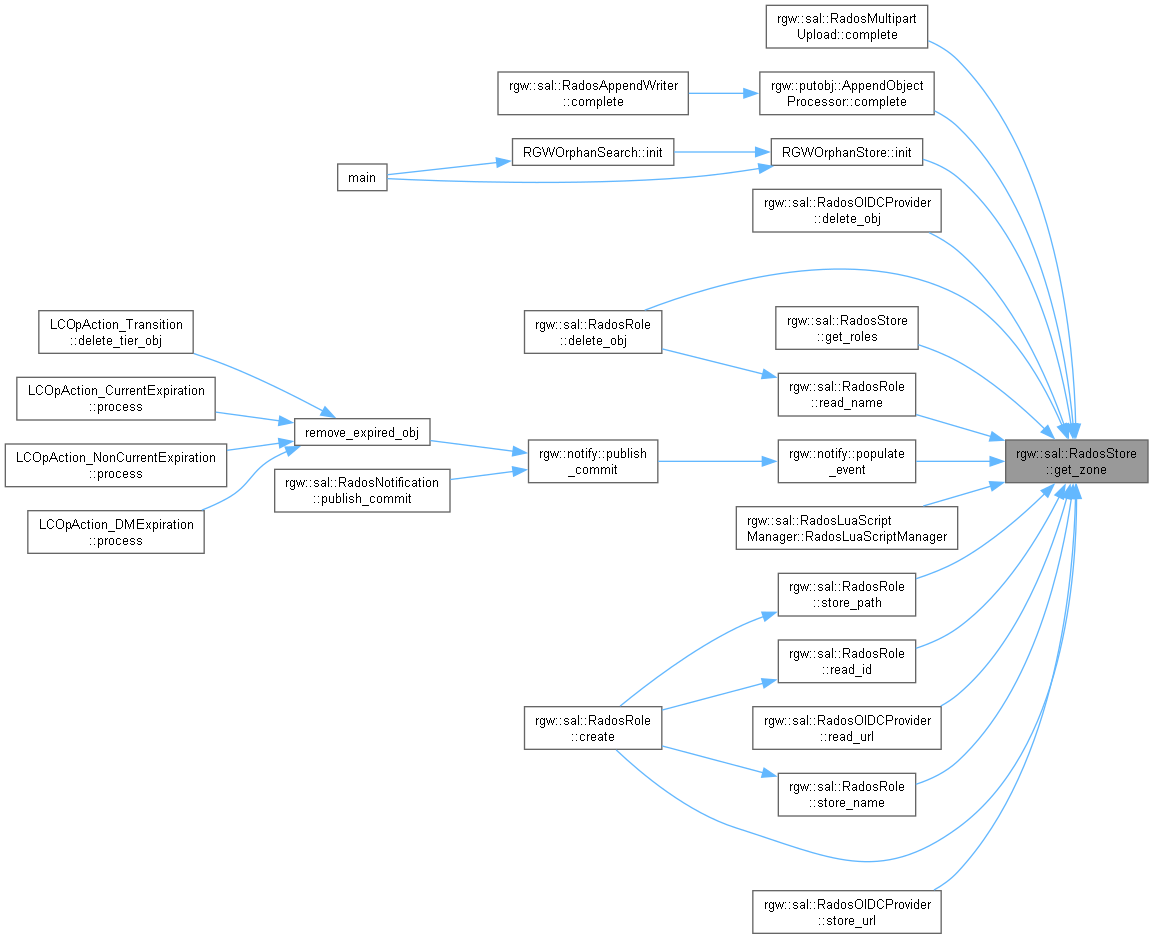 rgw::sal::RadosMultipart
Upload::complete
rgw::sal::RadosAppendWriter
::complete
rgw::putobj::AppendObject
Processor::complete
RGWOrphanSearch::init
RGWOrphanStore::init
main
rgw::sal::RadosOIDCProvider
::delete_obj
LCOpAction_Transition
::delete_tier_obj
rgw::sal::RadosRole
::delete_obj
rgw::sal::RadosStore
::get_roles
LCOpAction_CurrentExpiration
::process
rgw::sal::RadosRole
::read_name
remove_expired_obj
LCOpAction_NonCurrentExpiration
::process
rgw::notify::publish
_commit
rgw::notify::populate
_event
rgw::sal::RadosStore
::get_zone
rgw::sal::RadosNotification
::publish_commit
LCOpAction_DMExpiration
::process
rgw::sal::RadosLuaScript
Manager::RadosLuaScriptManager
rgw::sal::RadosRole
::store_path
rgw::sal::RadosRole
::read_id
rgw::sal::RadosRole
::create
rgw::sal::RadosOIDCProvider
::read_url
rgw::sal::RadosRole
::store_name
rgw::sal::RadosOIDCProvider
::store_url